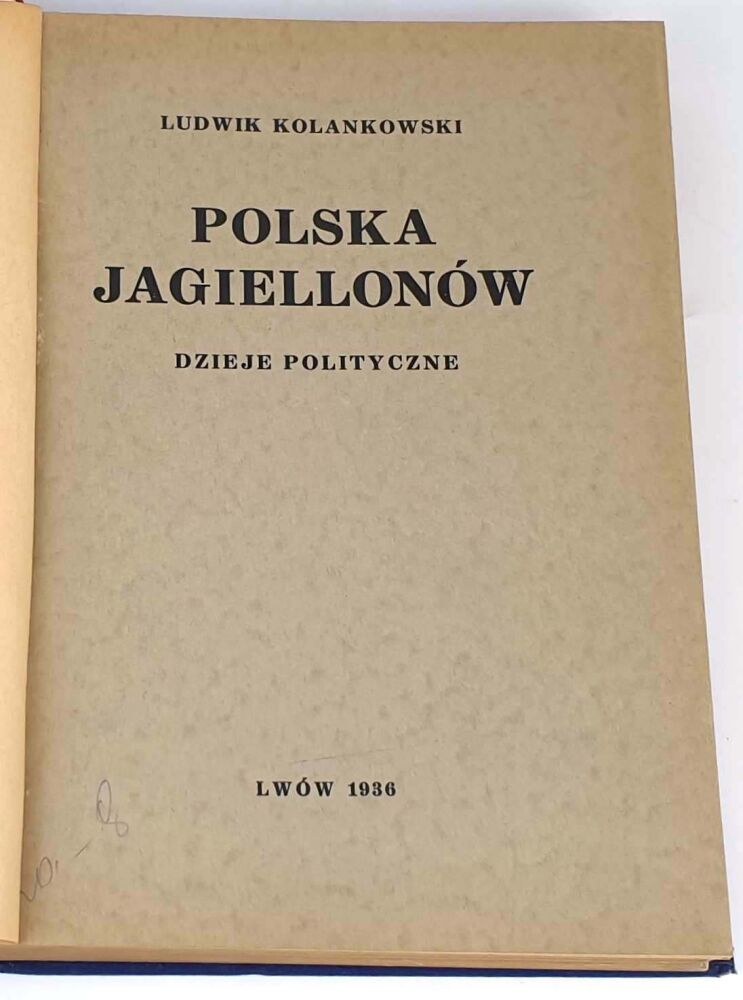 LUDWIK KOLANKOWSKI
POLSKA
JAGIELLONÓW
DZIEJE POLITYCZNE
LWÓW 1936